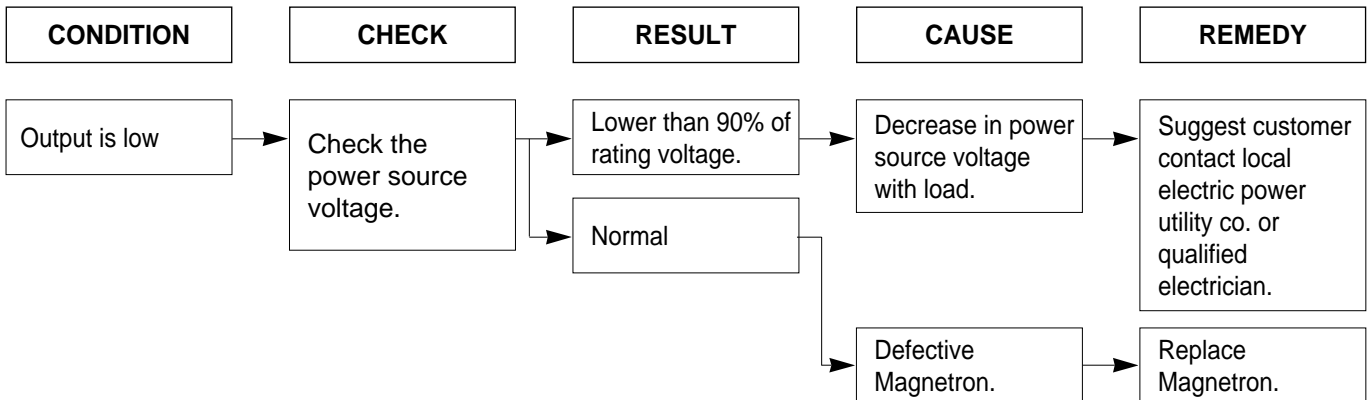 CONDITION
CHECK
RESULT
CAUSE
REMEDY
Output is low
Check the
power source
voltage.
Lower than 90% of
rating voltage.
Decrease in power
source voltage
with load.
Suggest customer
contact local
electric power
utility co. or
qualified
electrician.
Normal
Defective
Magnetron.
Replace
Magnetron.